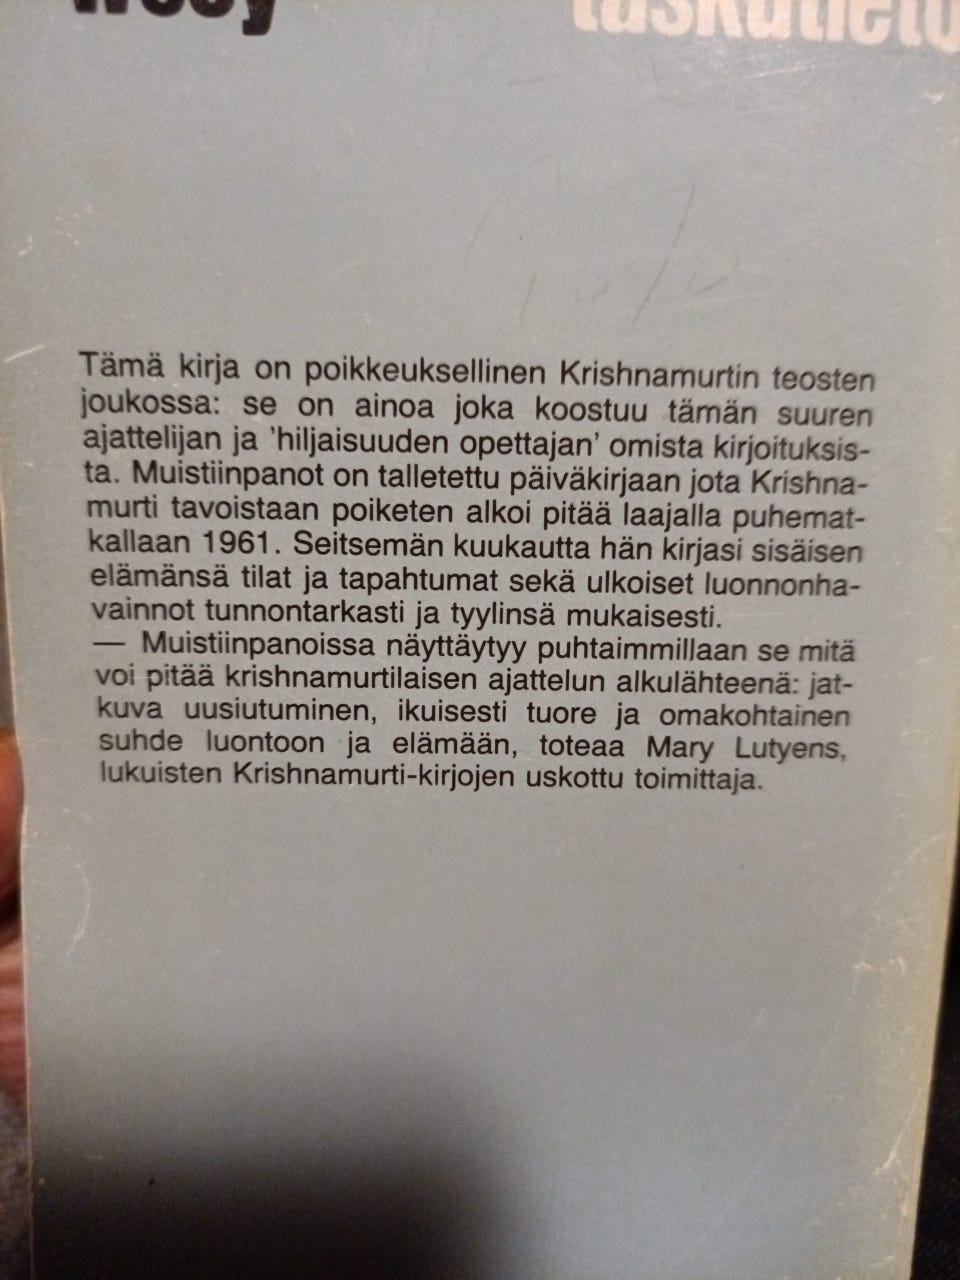 wsoy taskutieto
Tämä kirja on poikkeuksellinen Krishnamurtin teosten
joukossa: se on ainoa joka koostuu tämän suuren
ajattelijan ja 'hiljaisuuden opettajan' omista kirjoituksis-
ta. Muistiinpanot on talletettu päiväkirjaan jota Krishna-
murti tavoistaan poiketen alkoi pitää laajalla puhemat-
kallaan 1961. Seitsemän kuukautta hän kirjasi sisäisen
elämänsä tilat ja tapahtumat sekä ulkoiset luonnonha-
vainnot tunnontarkasti ja tyylinsä mukaisesti.
— Muistiinpanoissa näyttäytyy puhtaimmillaan se mitä
voi pitää krishnamurtilaisen ajattelun alkulähteenä: jat-
kuva uusiutuminen, ikuisesti tuore ja omakohtainen
suhde luontoon ja elämään, toteaa Mary Lutyens,
lukuisten Krishnamurti-kirjojen uskottu toimittaja.